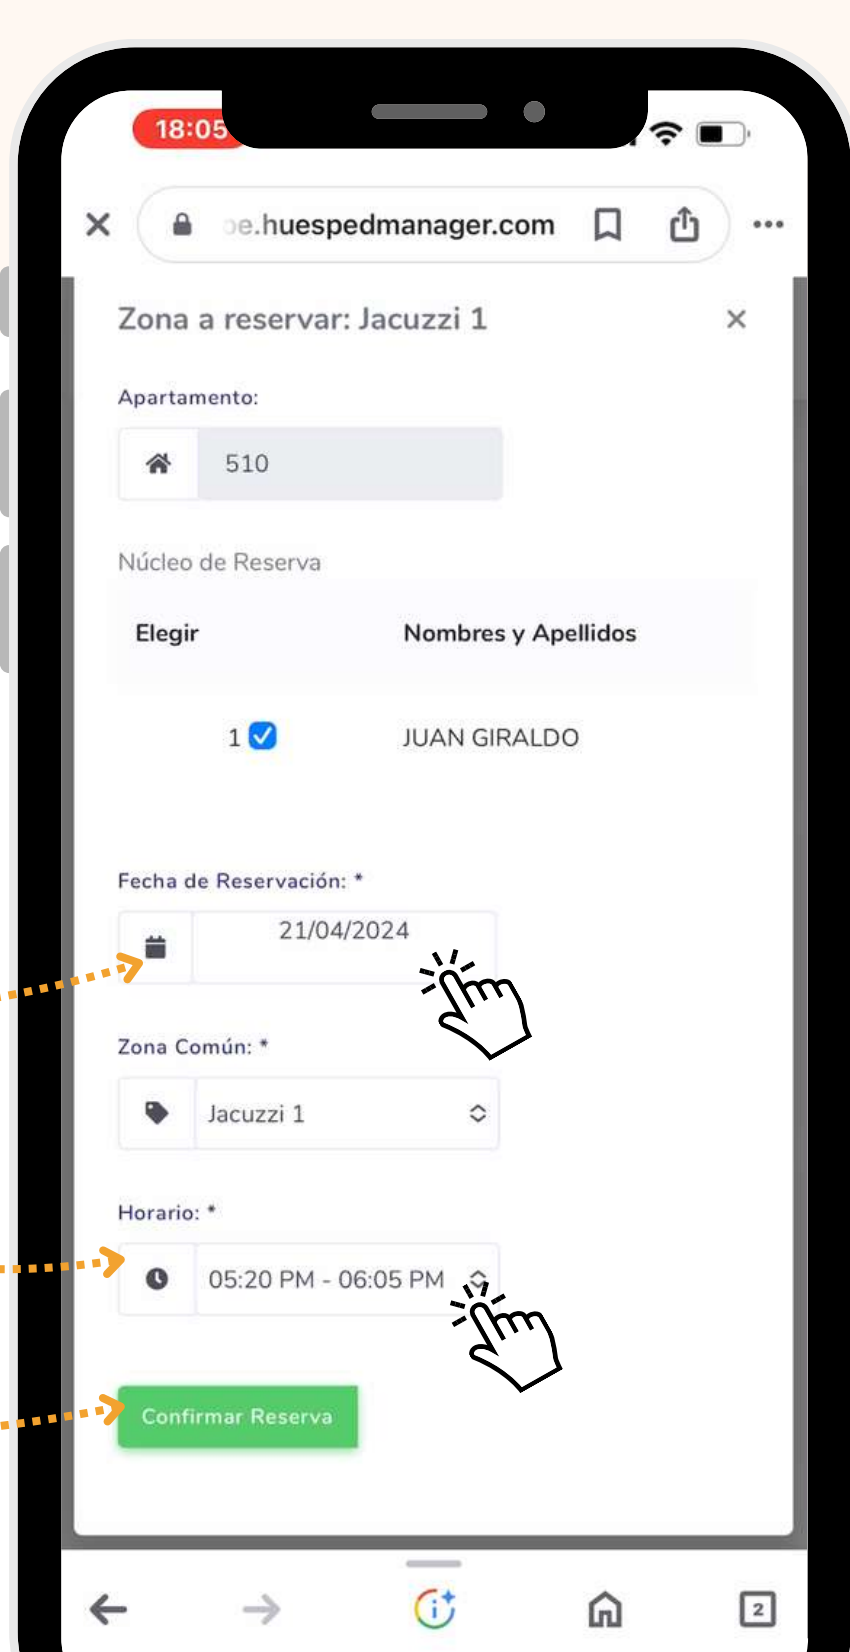 18:05
be.huespedmanager.com
Zona a reservar: Jacuzzi 1
Apartamento:
510
Núcleo de Reserva
Elegir Nombres y Apellidos
1 JUAN GIRALDO
Fecha de Reservación: *
21/04/2024
Zona Común: *
Jacuzzi 1
Horario: *
05:20 PM - 06:05 PM
Confirmar Reserva
2